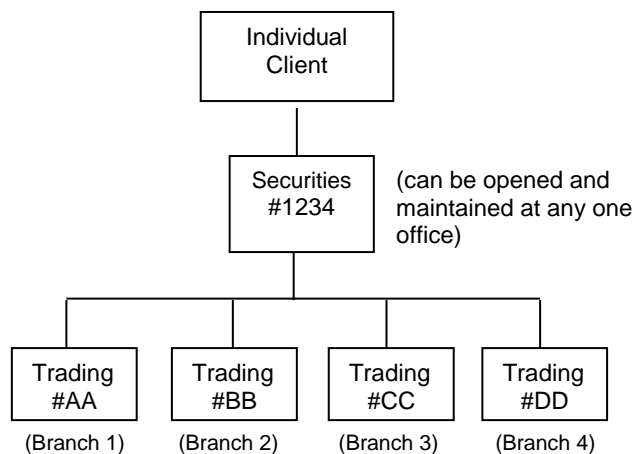 Individual
Client
Securities
#1234
(can be opened and
maintained at any one
office)
Trading
#AA
Trading
#BB
Trading
#CC
Trading
#DD
(Branch 1)
(Branch 2)
(Branch 3)
(Branch 4)